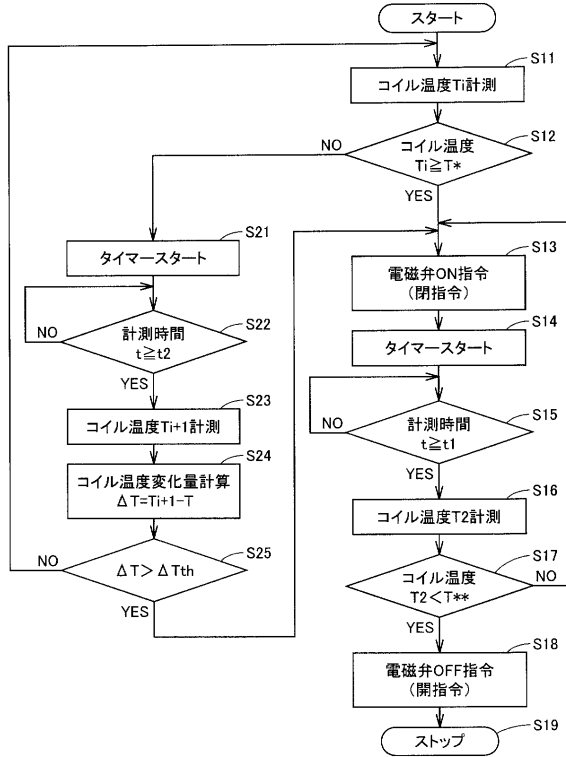 スタート
S11
コイル温度Ti計測
S12
コイル温度
Ti≧T*
NO
YES
S21
タイマースタート
S22
計測時間
t≧t2
NO
YES
S23
コイル温度Ti+1計測
S24
コイル温度変化量計算
ΔT=Ti+1-T
S25
ΔT>ΔTth
NO
YES
S13
電磁弁ON指令
(閉指令)
S14
タイマースタート
S15
計測時間
t≧t1
NO
YES
S16
コイル温度T2計測
S17
コイル温度
T2<T**
NO
YES
S18
電磁弁OFF指令
(開指令)
S19
ストップ